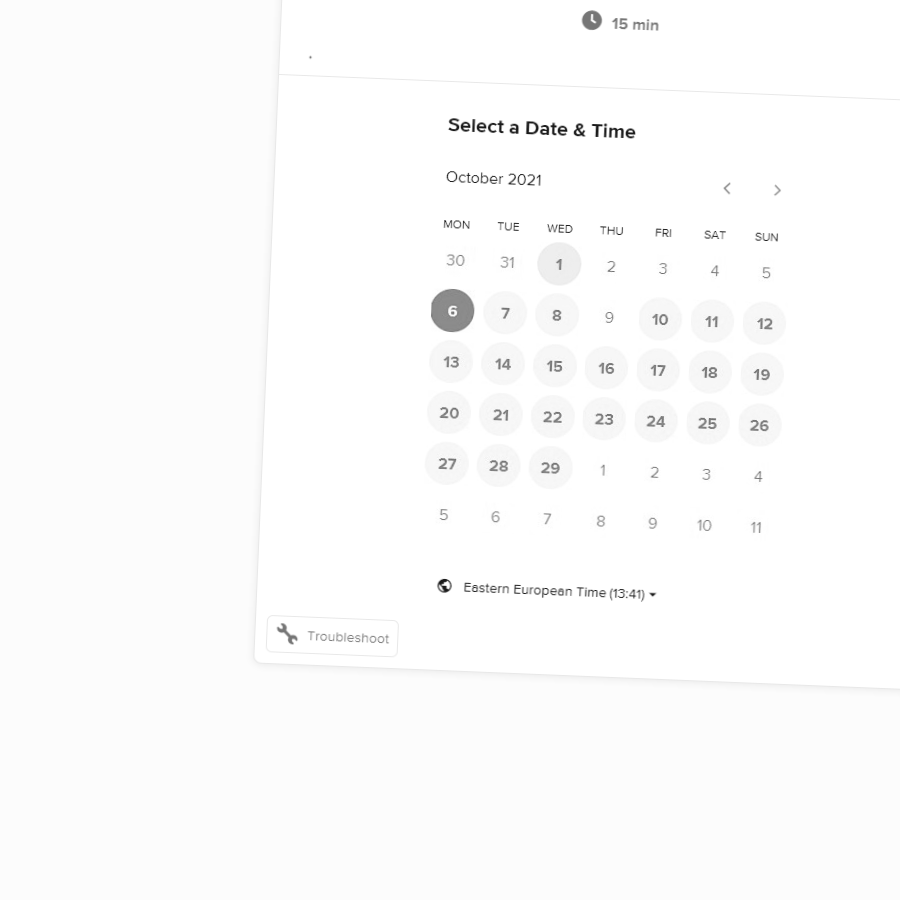 15 min
.
Select a Date & Time
October 2021
MON TUE WED THU FRI SAT SUN
30 31 1 2 3 4 5
6 7 8 9 10 11 12
13 14 15 16 17 18 19
20 21 22 23 24 25 26
27 28 29 1 2 3 4
5 6 7 8 9 10 11
Eastern European Time (13:41)
Troubleshoot